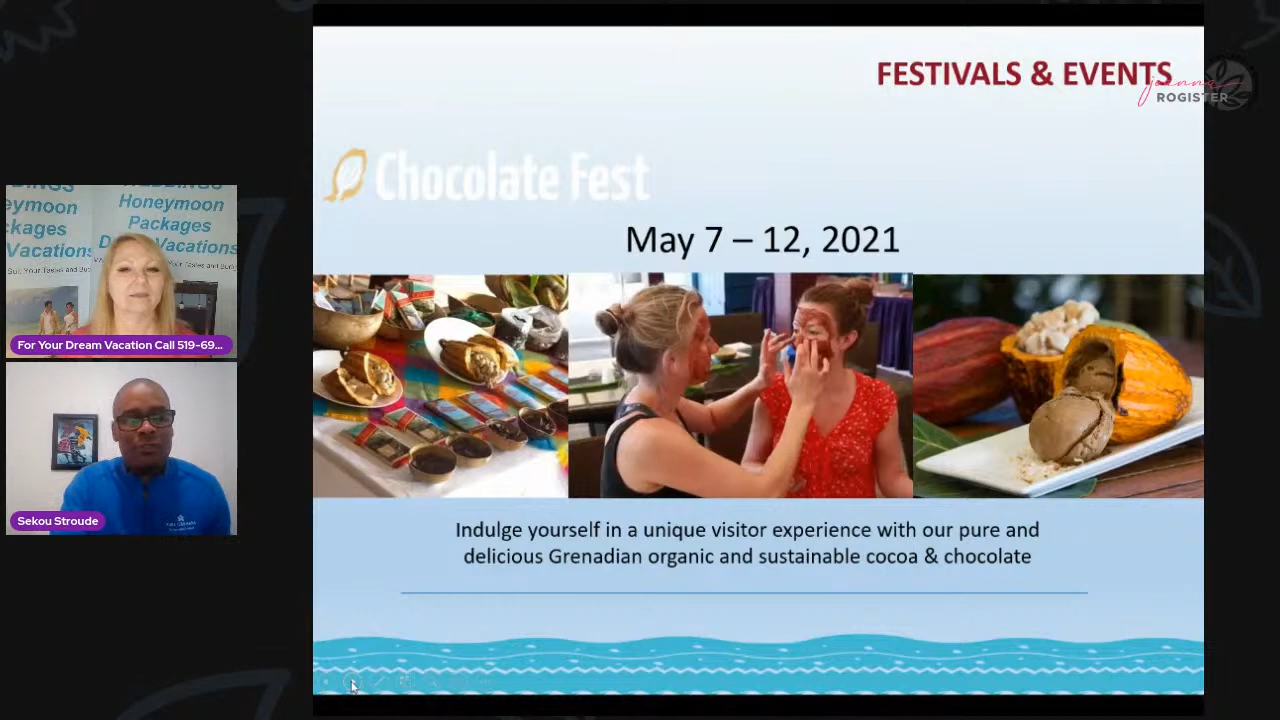 FESTIVALS & EVENTS
joanna
ROGISTER
Chocolate Fest
May 7 – 12, 2021
Indulge yourself in a unique visitor experience with our pure and
delicious Grenadian organic and sustainable cocoa & chocolate
Honeymoon
Packages
Vacations
For Your Dream Vacation Call 519-69...
Sekou Stroude